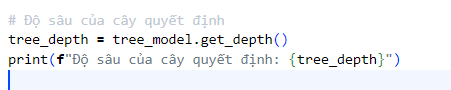 # Độ sâu của cây quyết định
tree_depth = tree_model.get_depth()
print(f"Độ sâu của cây quyết định: {tree_depth}")